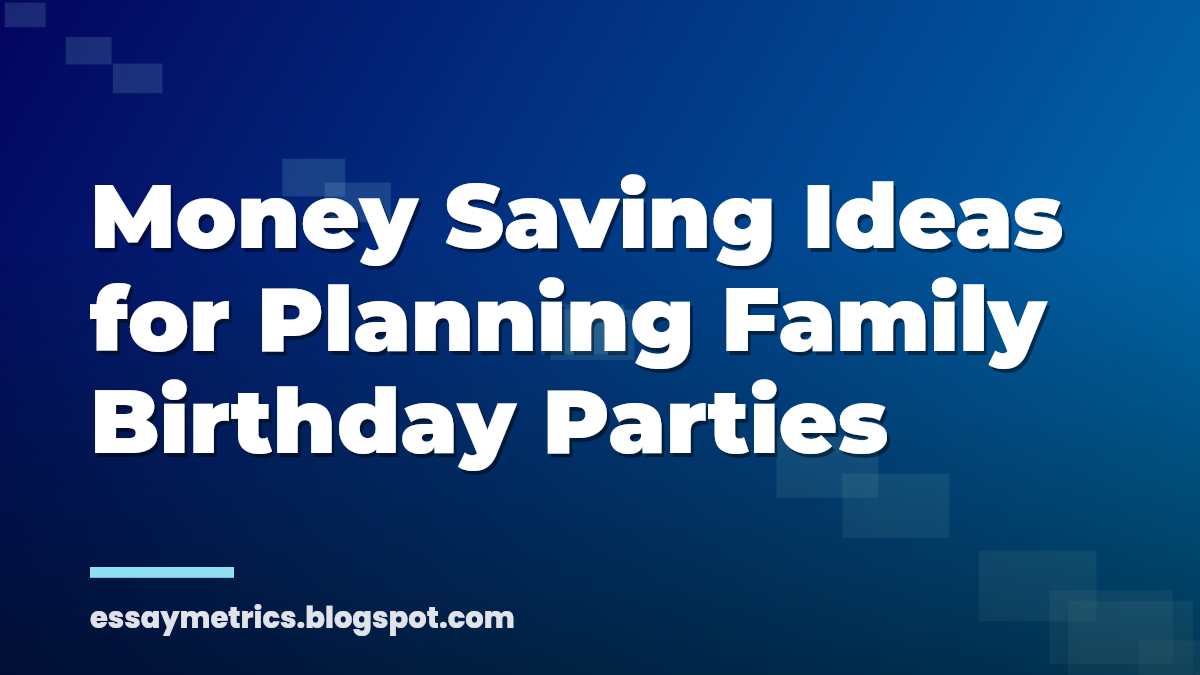 Money Saving Ideas
for Planning Family
Birthday Parties
essaymetrics.blogspot.com